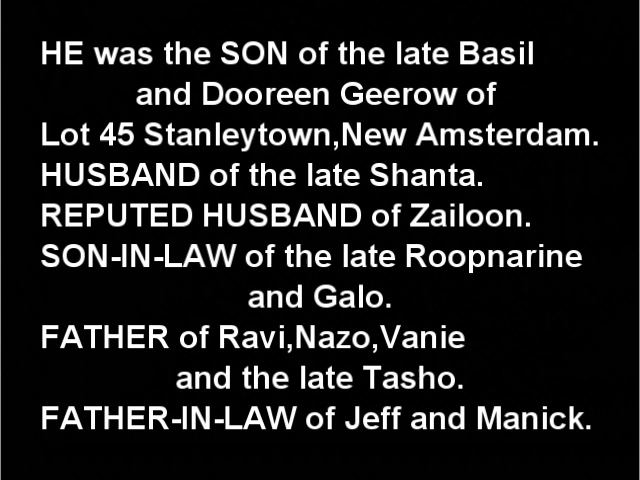 HE was the SON of the late Basil
and Dooreen Geerow of
Lot 45 Stanleytown,New Amsterdam.
HUSBAND of the late Shanta.
REPUTED HUSBAND of Zailoon.
SON-IN-LAW of the late Roopnarine
and Galo.
FATHER of Ravi,Nazo,Vanie
and the late Tasho.
FATHER-IN-LAW of Jeff and Manick.